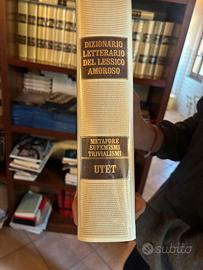 DIZIONARIO
LETTERARIO
DEL LESSICO
AMOROSO
METAFORE
EUFEMISMI
TRIVIALISMI
UTET
subito